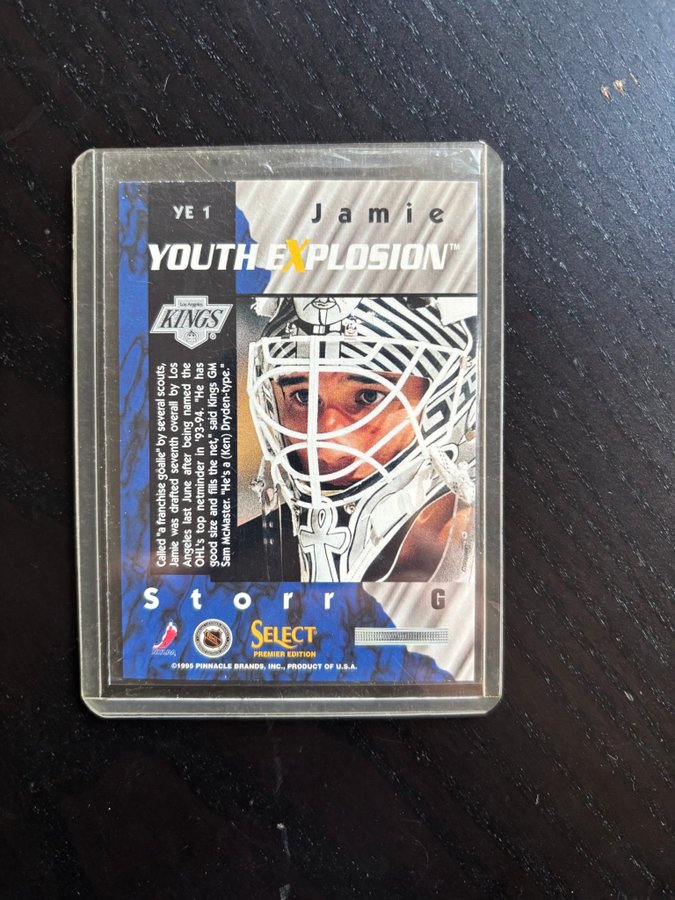 YE 1
Jamie
YOUTH EXPLOSION™
Los Angeles
KINGS
®
Called "a franchise goalie" by several scouts,
Jamie was drafted seventh overall by Los
Angeles last June after being named the
OHL's top netminder in '93-94. "He has
good size and fills the net," said Kings GM
Sam McMaster. "He's a (Ken) Dryden-type."
Storr
G
NHLPA
SELECT
PREMIER EDITION
©1995 PINNACLE BRANDS, INC., PRODUCT OF U.S.A.